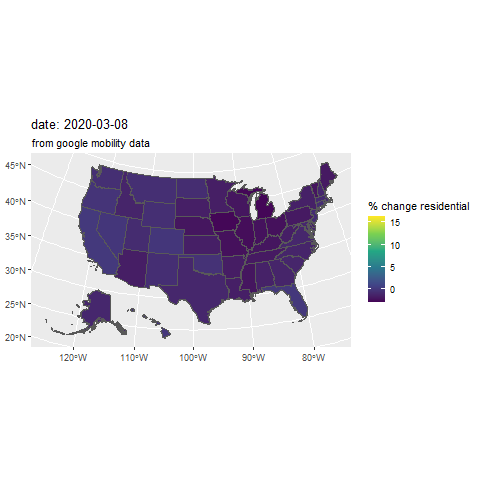 date: 2020-03-08
from google mobility data
45°N
40°N
35°N
30°N
25°N
20°N
120°W
110°W
100°W
90°W
80°W
% change residential
15
10
5
0